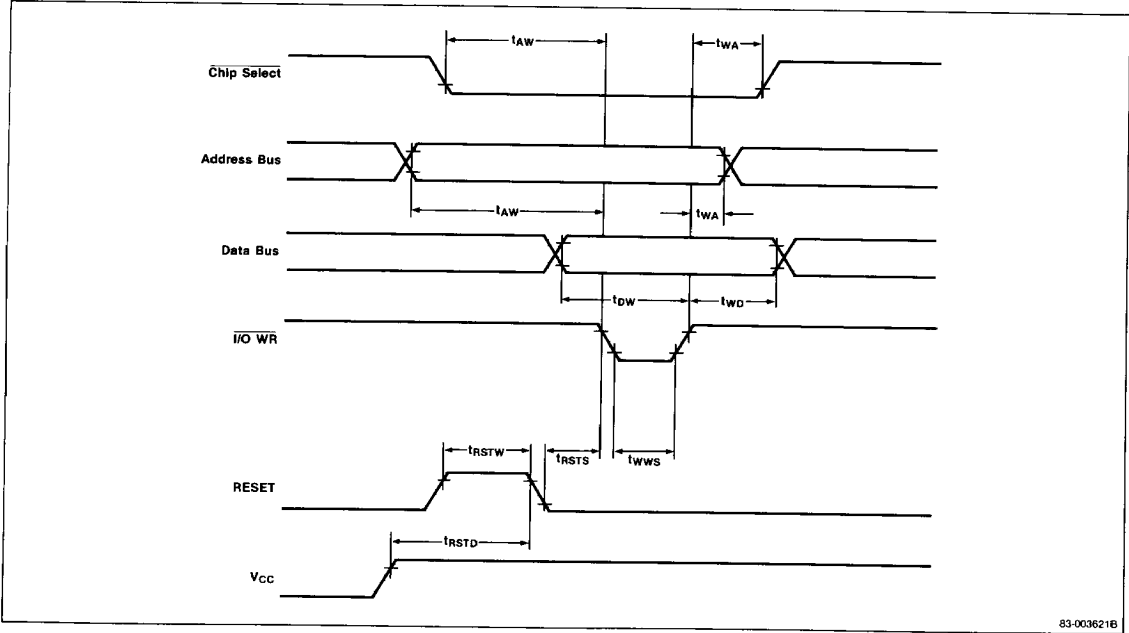 tAW
tWA
Chip Select
Address Bus
tAW
tWA
Data Bus
tDW
tWD
I/O WR
tRSTW
tRSTS
tWWS
RESET
tRSTD
VCC
83-003621B